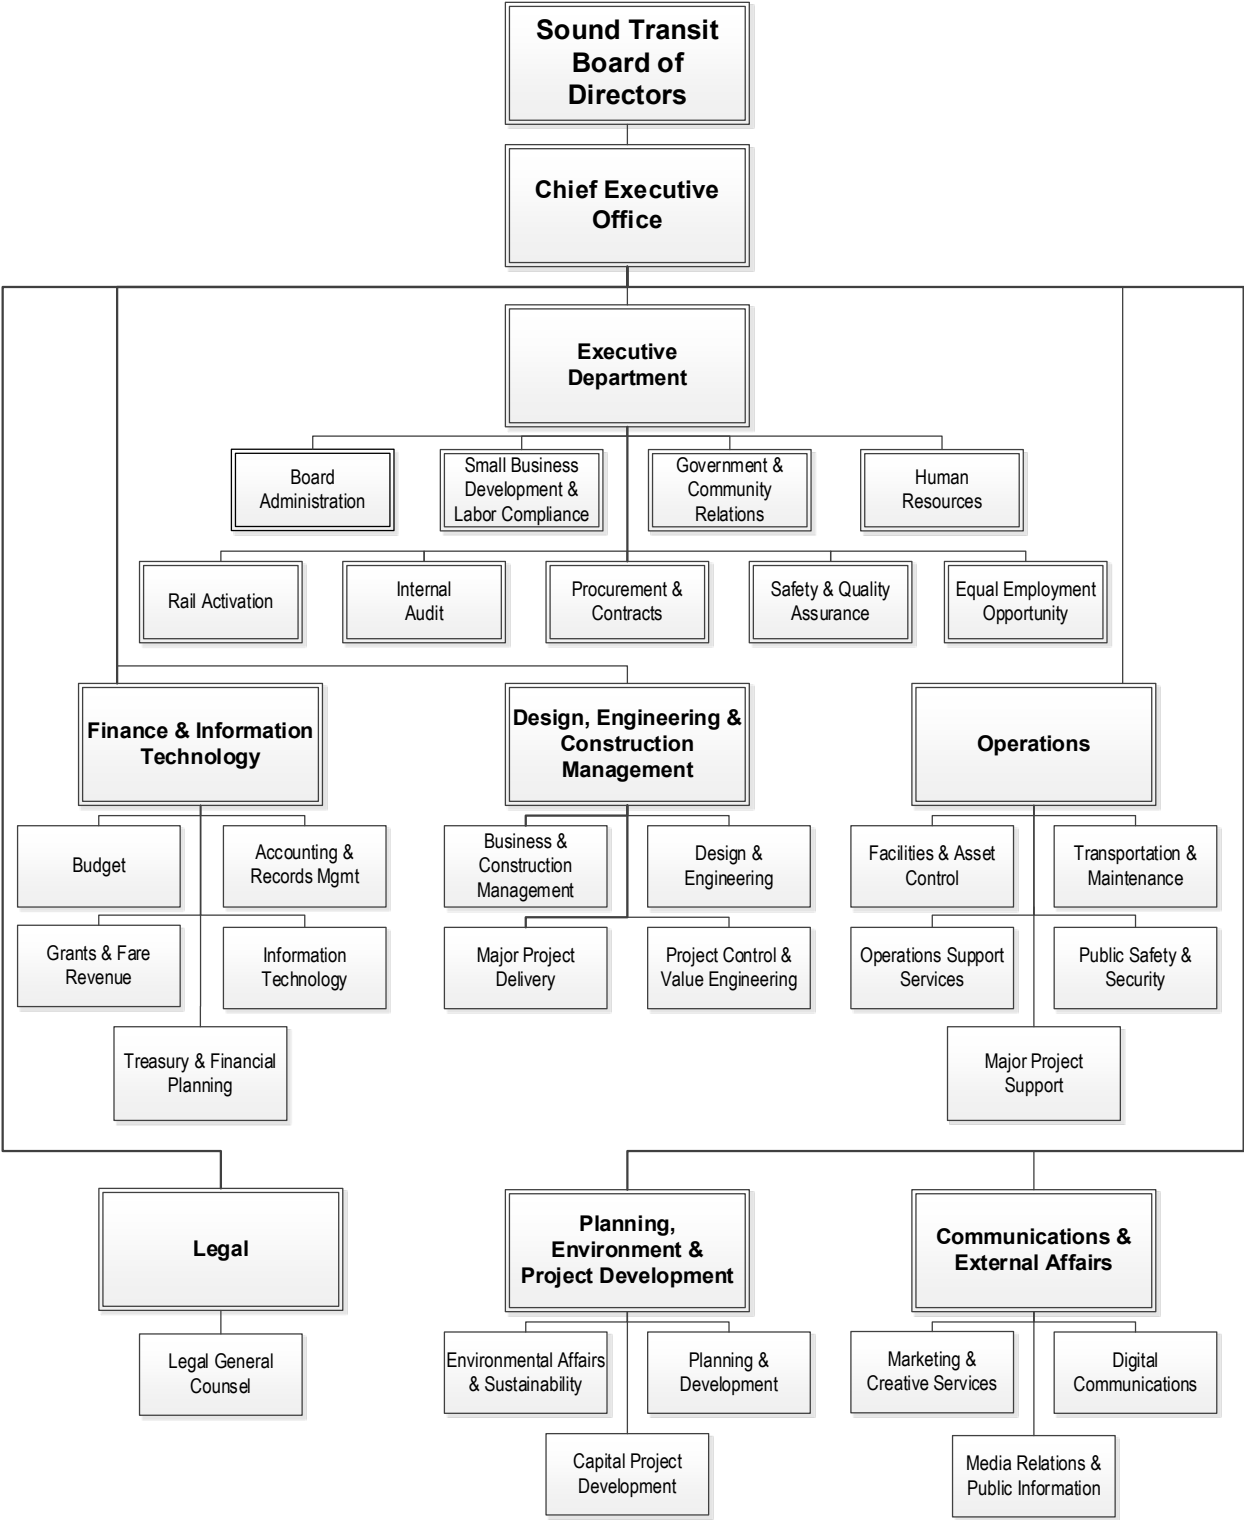 Sound Transit
Board of
Directors
Chief Executive
Office
Executive
Department
Board
Administration
Small Business
Development &
Labor Compliance
Government &
Community
Relations
Human
Resources
Rail Activation
Internal
Audit
Procurement &
Contracts
Safety & Quality
Assurance
Equal Employment
Opportunity
Finance & Information
Technology
Design, Engineering &
Construction
Management
Operations
Budget
Accounting &
Records Mgmt
Business &
Construction
Management
Design &
Engineering
Facilities & Asset
Control
Transportation &
Maintenance
Grants & Fare
Revenue
Information
Technology
Major Project
Delivery
Project Control &
Value Engineering
Operations Support
Services
Public Safety &
Security
Treasury & Financial
Planning
Major Project
Support
Legal
Planning,
Environment &
Project Development
Communications &
External Affairs
Legal General
Counsel
Environmental Affairs
& Sustainability
Planning &
Development
Marketing &
Creative Services
Digital
Communications
Capital Project
Development
Media Relations &
Public Information